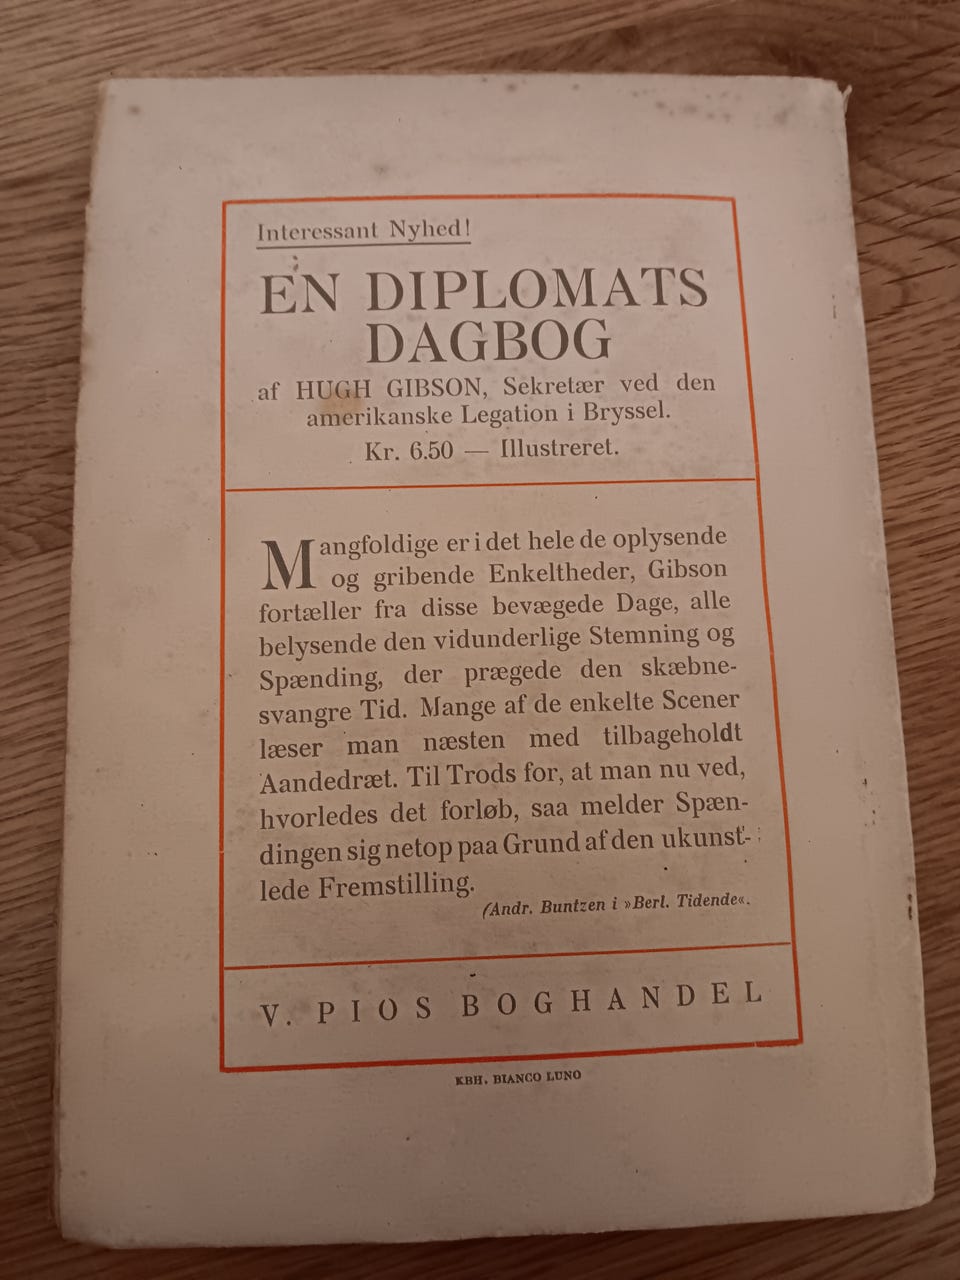 Interessant Nyhed!
EN DIPLOMATS
DAGBOG
af HUGH GIBSON, Sekretær ved den
amerikanske Legation i Bryssel.
Kr. 6.50 — Illustreret.
Mangfoldige er i det hele de oplysende
og gribende Enkeltheder, Gibson
fortæller fra disse bevægede Dage, alle
belysende den vidunderlige Stemning og
Spænding, der prægede den skæbne-
svangre Tid. Mange af de enkelte Scener
læser man næsten med tilbageholdt
Aandedræt. Til Trods for, at man nu ved,
hvorledes det forløb, saa melder Spæn-
dingen sig netop paa Grund af den ukunst-
lede Fremstilling.
(Andr. Buntzen i »Berl. Tidende«.
V. PIOS BOGHANDEL
KBH. BIANCO LUNO